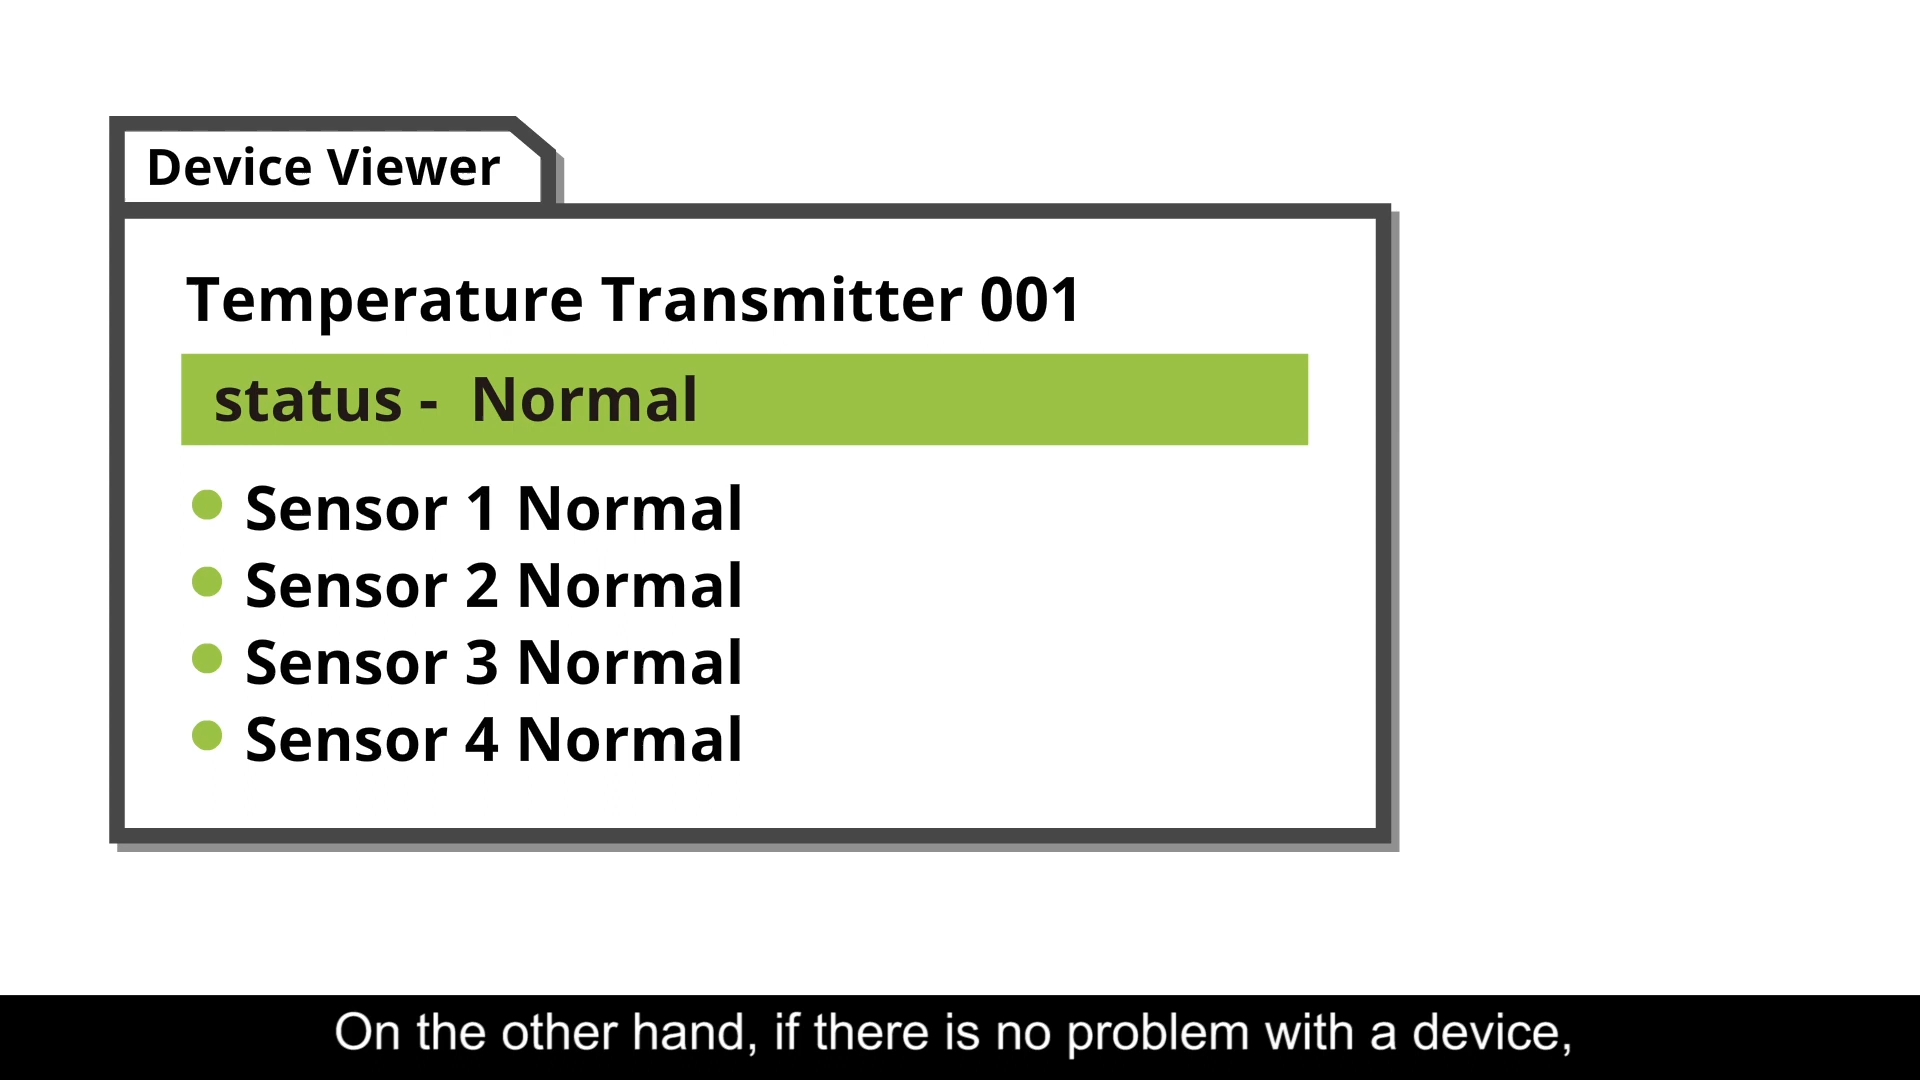 Device Viewer
Temperature Transmitter 001
status - Normal
Sensor 1 Normal
Sensor 2 Normal
Sensor 3 Normal
Sensor 4 Normal
On the other hand, if there is no problem with a device,